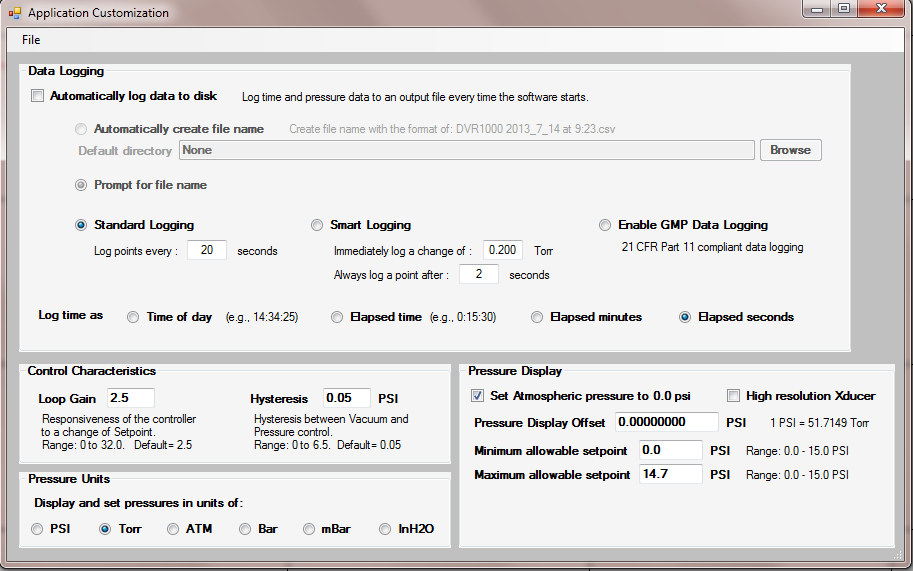 Application Customization
File
Data Logging
Automatically log data to disk Log time and pressure data to an output file every time the software starts.
Automatically create file name Create file name with the format of: DVR1000 2013_7_14 at 9:23.csv
Default directory None Browse
Prompt for file name
Standard Logging Smart Logging Enable GMP Data Logging
Log points every : 20 seconds Immediately log a change of : 0.200 Torr 21 CFR Part 11 compliant data logging
Always log a point after : 2 seconds
Log time as Time of day (e.g., 14:34:25) Elapsed time (e.g., 0:15:30) Elapsed minutes Elapsed seconds
Control Characteristics
Loop Gain 2.5 Hysteresis 0.05 PSI
Responsiveness of the controller Hysteresis between Vacuum and
to a change of Setpoint. Pressure control.
Range: 0 to 32.0. Default= 2.5 Range: 0 to 6.5. Default=0.05
Pressure Display
Set Atmospheric pressure to 0.0 psi High resolution Xducer
Pressure Display Offset 0.00000000 PSI 1 PSI = 51.7149 Torr
Minimum allowable setpoint 0.0 PSI Range: 0.0 - 15.0 PSI
Maximum allowable setpoint 14.7 PSI Range: 0.0 - 15.0 PSI
Pressure Units
Display and set pressures in units of:
PSI Torr ATM Bar mBar InH2O